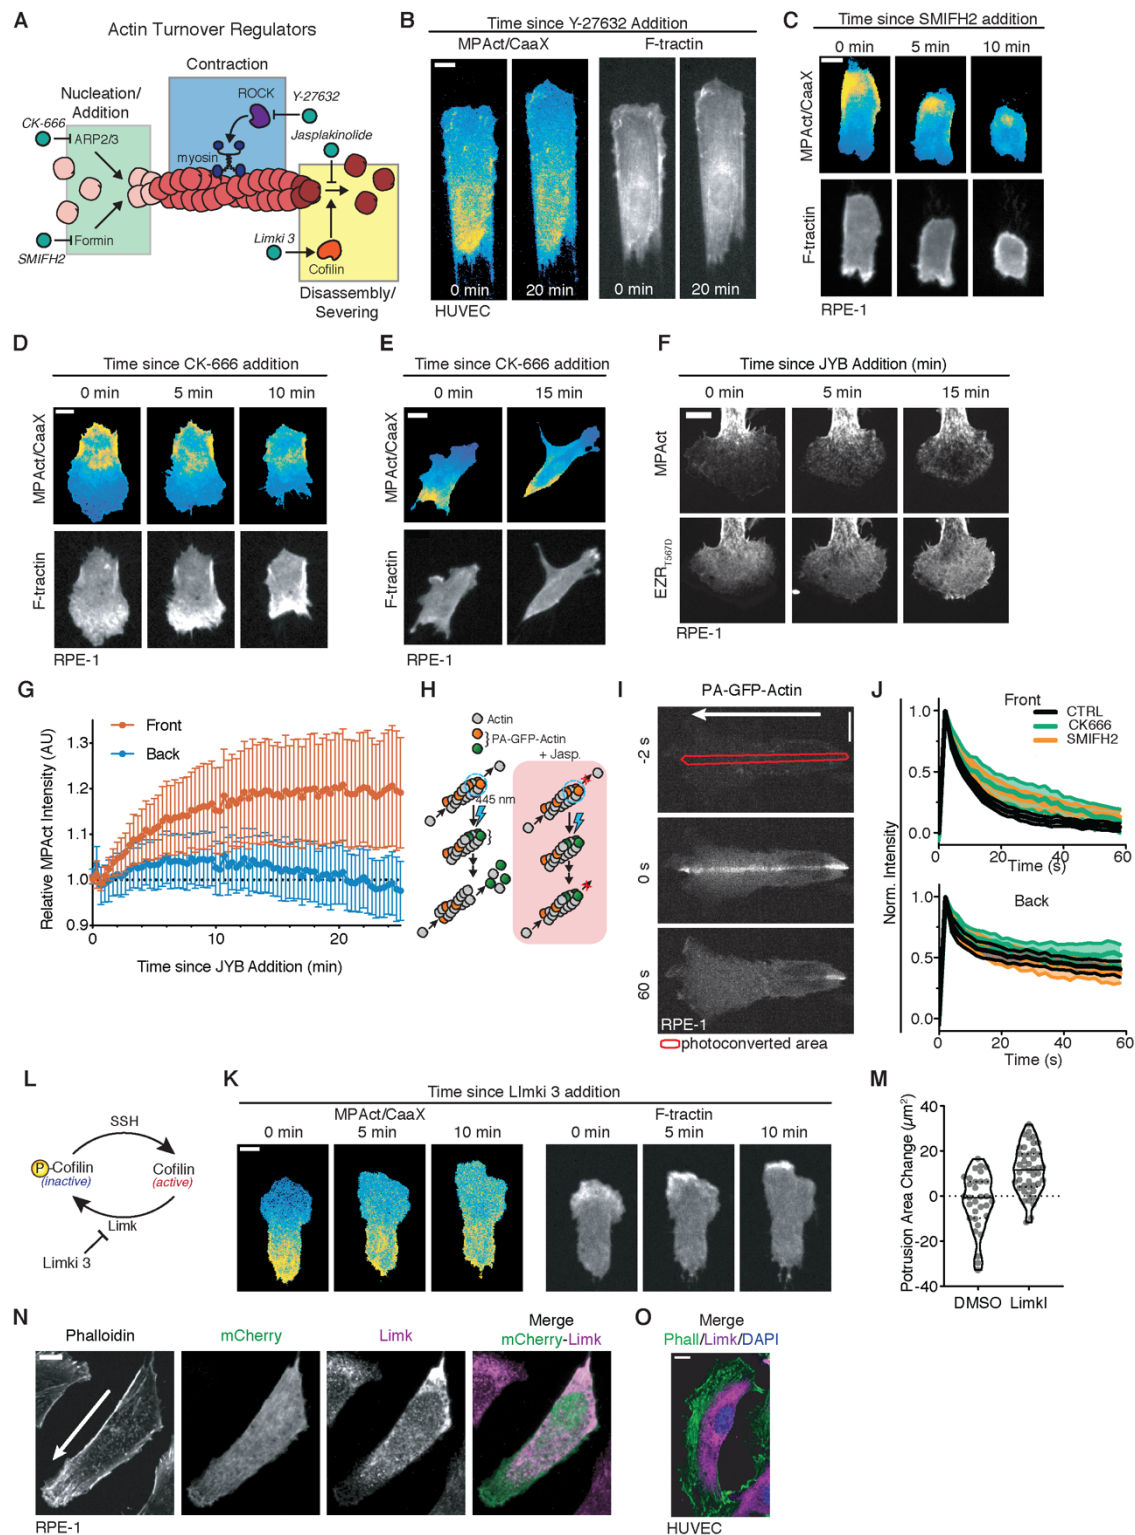 A
Actin Turnover Regulators
Contraction
Nucleation/
Addition
CK-666
ARP2/3
ROCK
Y-27632
Jasplakinolide
myosin
Limki 3
Formin
SMIFH2
Cofilin
Disassembly/
Severing
B
Time since Y-27632 Addition
MPAct/CaaX
F-tractin
0 min
20 min
0 min
20 min
HUVEC
C
Time since SMIFH2 addition
0 min
5 min
10 min
MPAct/CaaX
F-tractin
RPE-1
D
Time since CK-666 addition
0 min
5 min
10 min
MPAct/CaaX
F-tractin
RPE-1
E
Time since CK-666 addition
0 min
15 min
MPAct/CaaX
F-tractin
RPE-1
F
Time since JYB Addition (min)
0 min
5 min
15 min
MPAct
EZR T567D
RPE-1
G
Front
Back
Relative MPAct Intensity (AU)
1.3
1.2
1.1
1.0
0.9
0
10
20
Time since JYB Addition (min)
H
Actin
PA-GFP-Actin
+ Jasp.
445 nm
I
PA-GFP-Actin
-2 s
0 s
60 s
RPE-1
photoconverted area
J
Front
CTRL
CK666
SMIFH2
1.0
0.5
0.0
0
20
40
60
Time (s)
Norm. Intensity
Back
1.0
0.5
0.0
0
20
40
60
Time (s)
L
SSH
P-Cofilin
(inactive)
Cofilin
(active)
Limk
Limki 3
K
Time since LImki 3 addition
MPAct/CaaX
F-tractin
0 min
5 min
10 min
0 min
5 min
10 min
M
Potrusion Area Change (µm²)
40
20
0
-20
-40
DMSO
LimkI
N
Phalloidin
mCherry
Limk
Merge
mCherry-Limk
RPE-1
O
Merge
Phall/Limk/DAPI
HUVEC